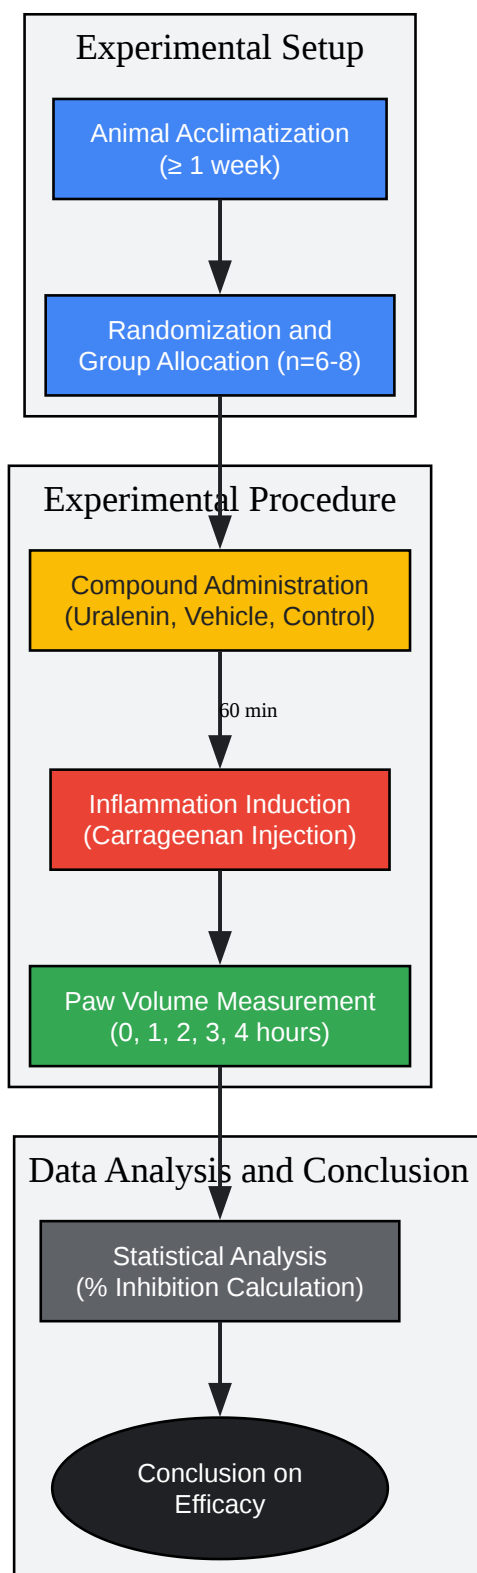 Experimental Setup
Animal Acclimatization
(≥ 1 week)
Randomization and
Group Allocation (n=6-8)
Experimental Procedure
Compound Administration
(Uralenin, Vehicle, Control)
60 min
Inflammation Induction
(Carrageenan Injection)
Paw Volume Measurement
(0, 1, 2, 3, 4 hours)
Data Analysis and Conclusion
Statistical Analysis
(% Inhibition Calculation)
Conclusion on
Efficacy